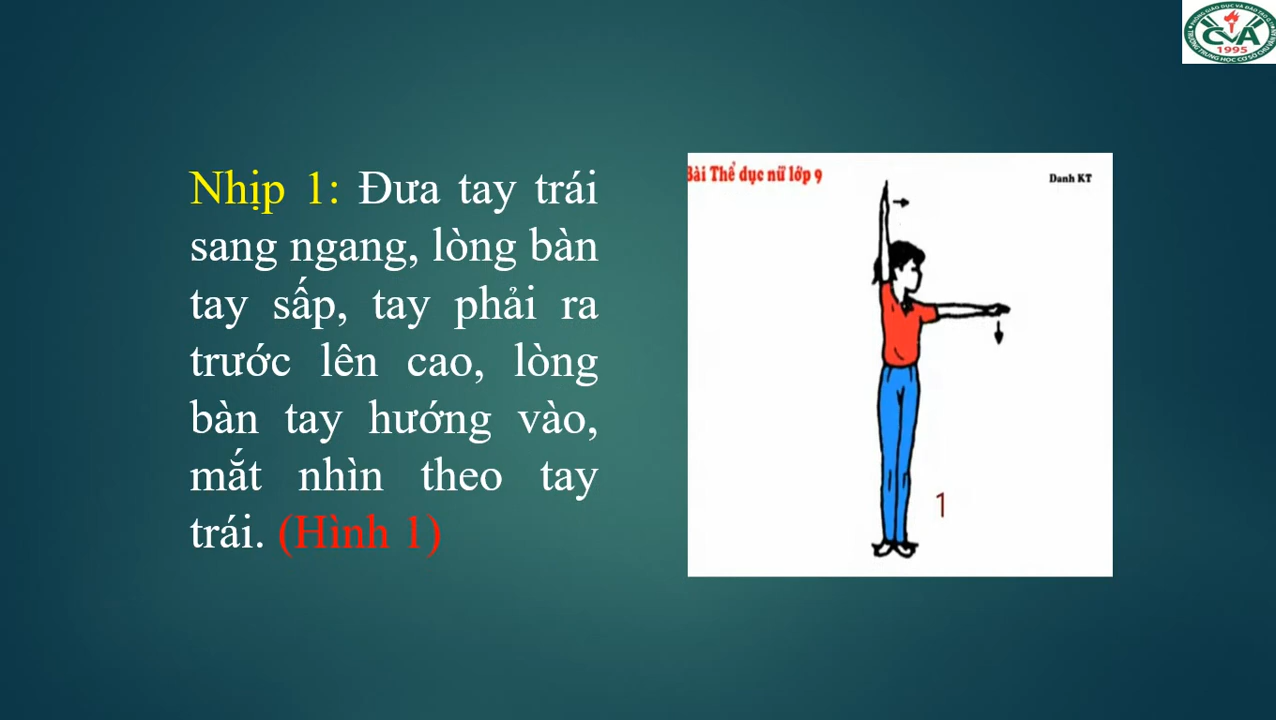 Nhịp 1: Đưa tay trái
sang ngang, lòng bàn
tay sấp, tay phải ra
trước lên cao, lòng
bàn tay hướng vào,
mắt nhìn theo tay
trái. (Hình 1)
Bài Thể dục nữ lớp 9
Danh KT
1
CVA
1995